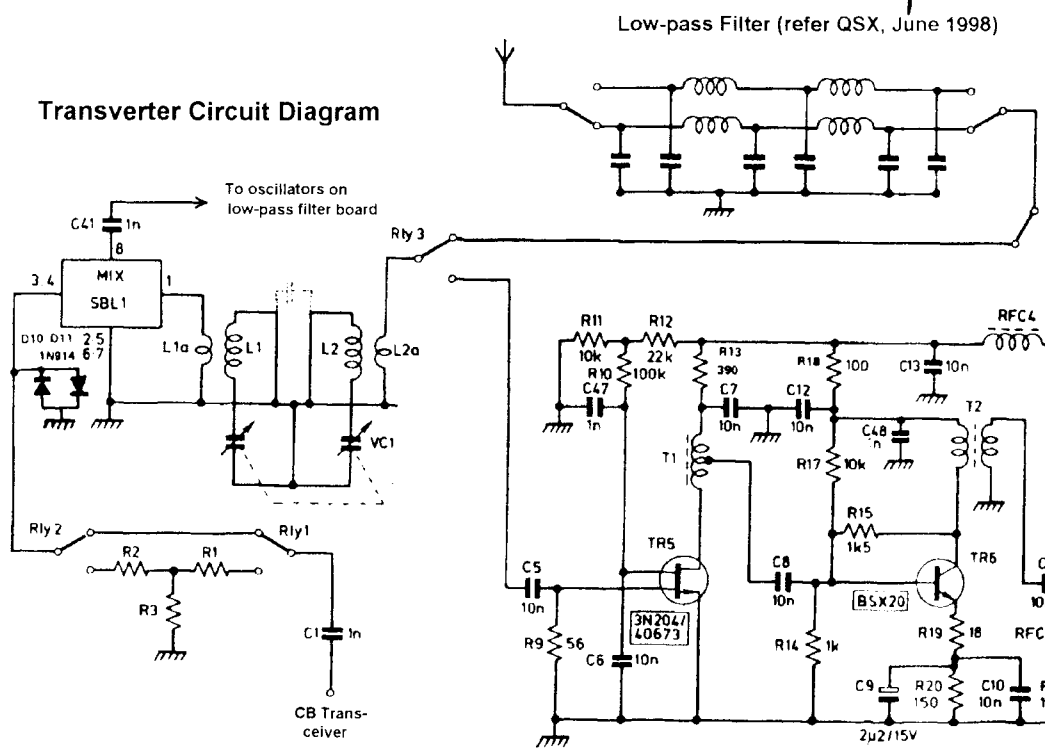 Low-pass Filter (refer QSX, June 1998)
Transverter Circuit Diagram
To oscillators on
low-pass filter board
C41
1n
8
3 4
MIX
SBL1
1
D10 D11
1N914
2·5
6·7
L1a
L1
L2
L2a
Rly 3
VC1
Rly 2
Rly1
R2
R1
R3
C1
1n
CB Trans-
ceiver
R11
10k
R12
22k
R10
100k
C47
1n
R13
390
C7
10n
C12
10n
R18
100
C13
10n
RFC4
T2
C48
T1
R17
10k
R15
1k5
TR5
TR6
C5
10n
C8
10n
BSX20
3N204/
40673
R9
56
C6
10n
R14
1k
R19
18
RFC
C9
2µ2/15V
R20
150
C10
10n
10